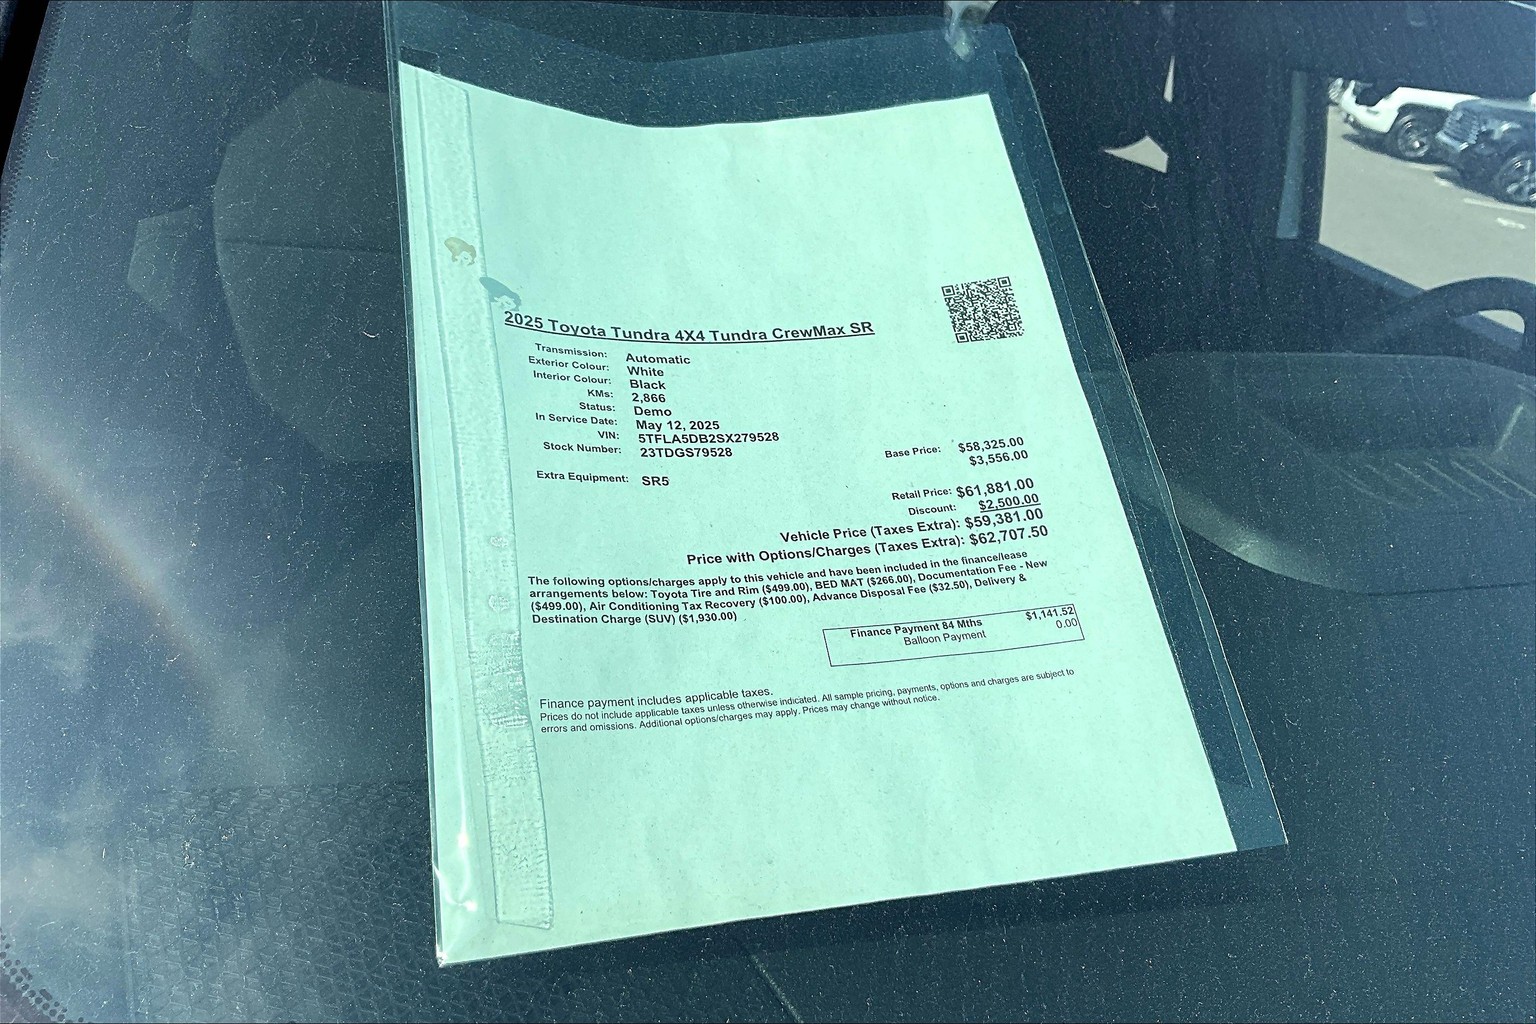 2025 Toyota Tundra 4X4 Tundra CrewMax SR
Transmission: Automatic
Exterior Colour: White
Interior Colour: Black
KMs: 2,866
Status: Demo
In Service Date: May 12, 2025
VIN: 5TFLA5DB2SX279528
Stock Number: 23TDGS79528
Extra Equipment: SR5
Base Price: $58,325.00
$3,556.00
Retail Price: $61,881.00
Discount: $2,500.00
Vehicle Price (Taxes Extra): $59,381.00
Price with Options/Charges (Taxes Extra): $62,707.50
The following options/charges apply to this vehicle and have been included in the finance/lease
arrangements below: Toyota Tire and Rim ($499.00), BED MAT ($266.00), Documentation Fee - New
($499.00), Air Conditioning Tax Recovery ($100.00), Advance Disposal Fee ($32.50), Delivery &
Destination Charge (SUV) ($1,930.00)
Finance Payment 84 Mths $1,141.52
Balloon Payment 0.00
Finance payment includes applicable taxes.
Prices do not include applicable taxes unless otherwise indicated. All sample pricing, payments, options and charges are subject to
errors and omissions. Additional options/charges may apply. Prices may change without notice.